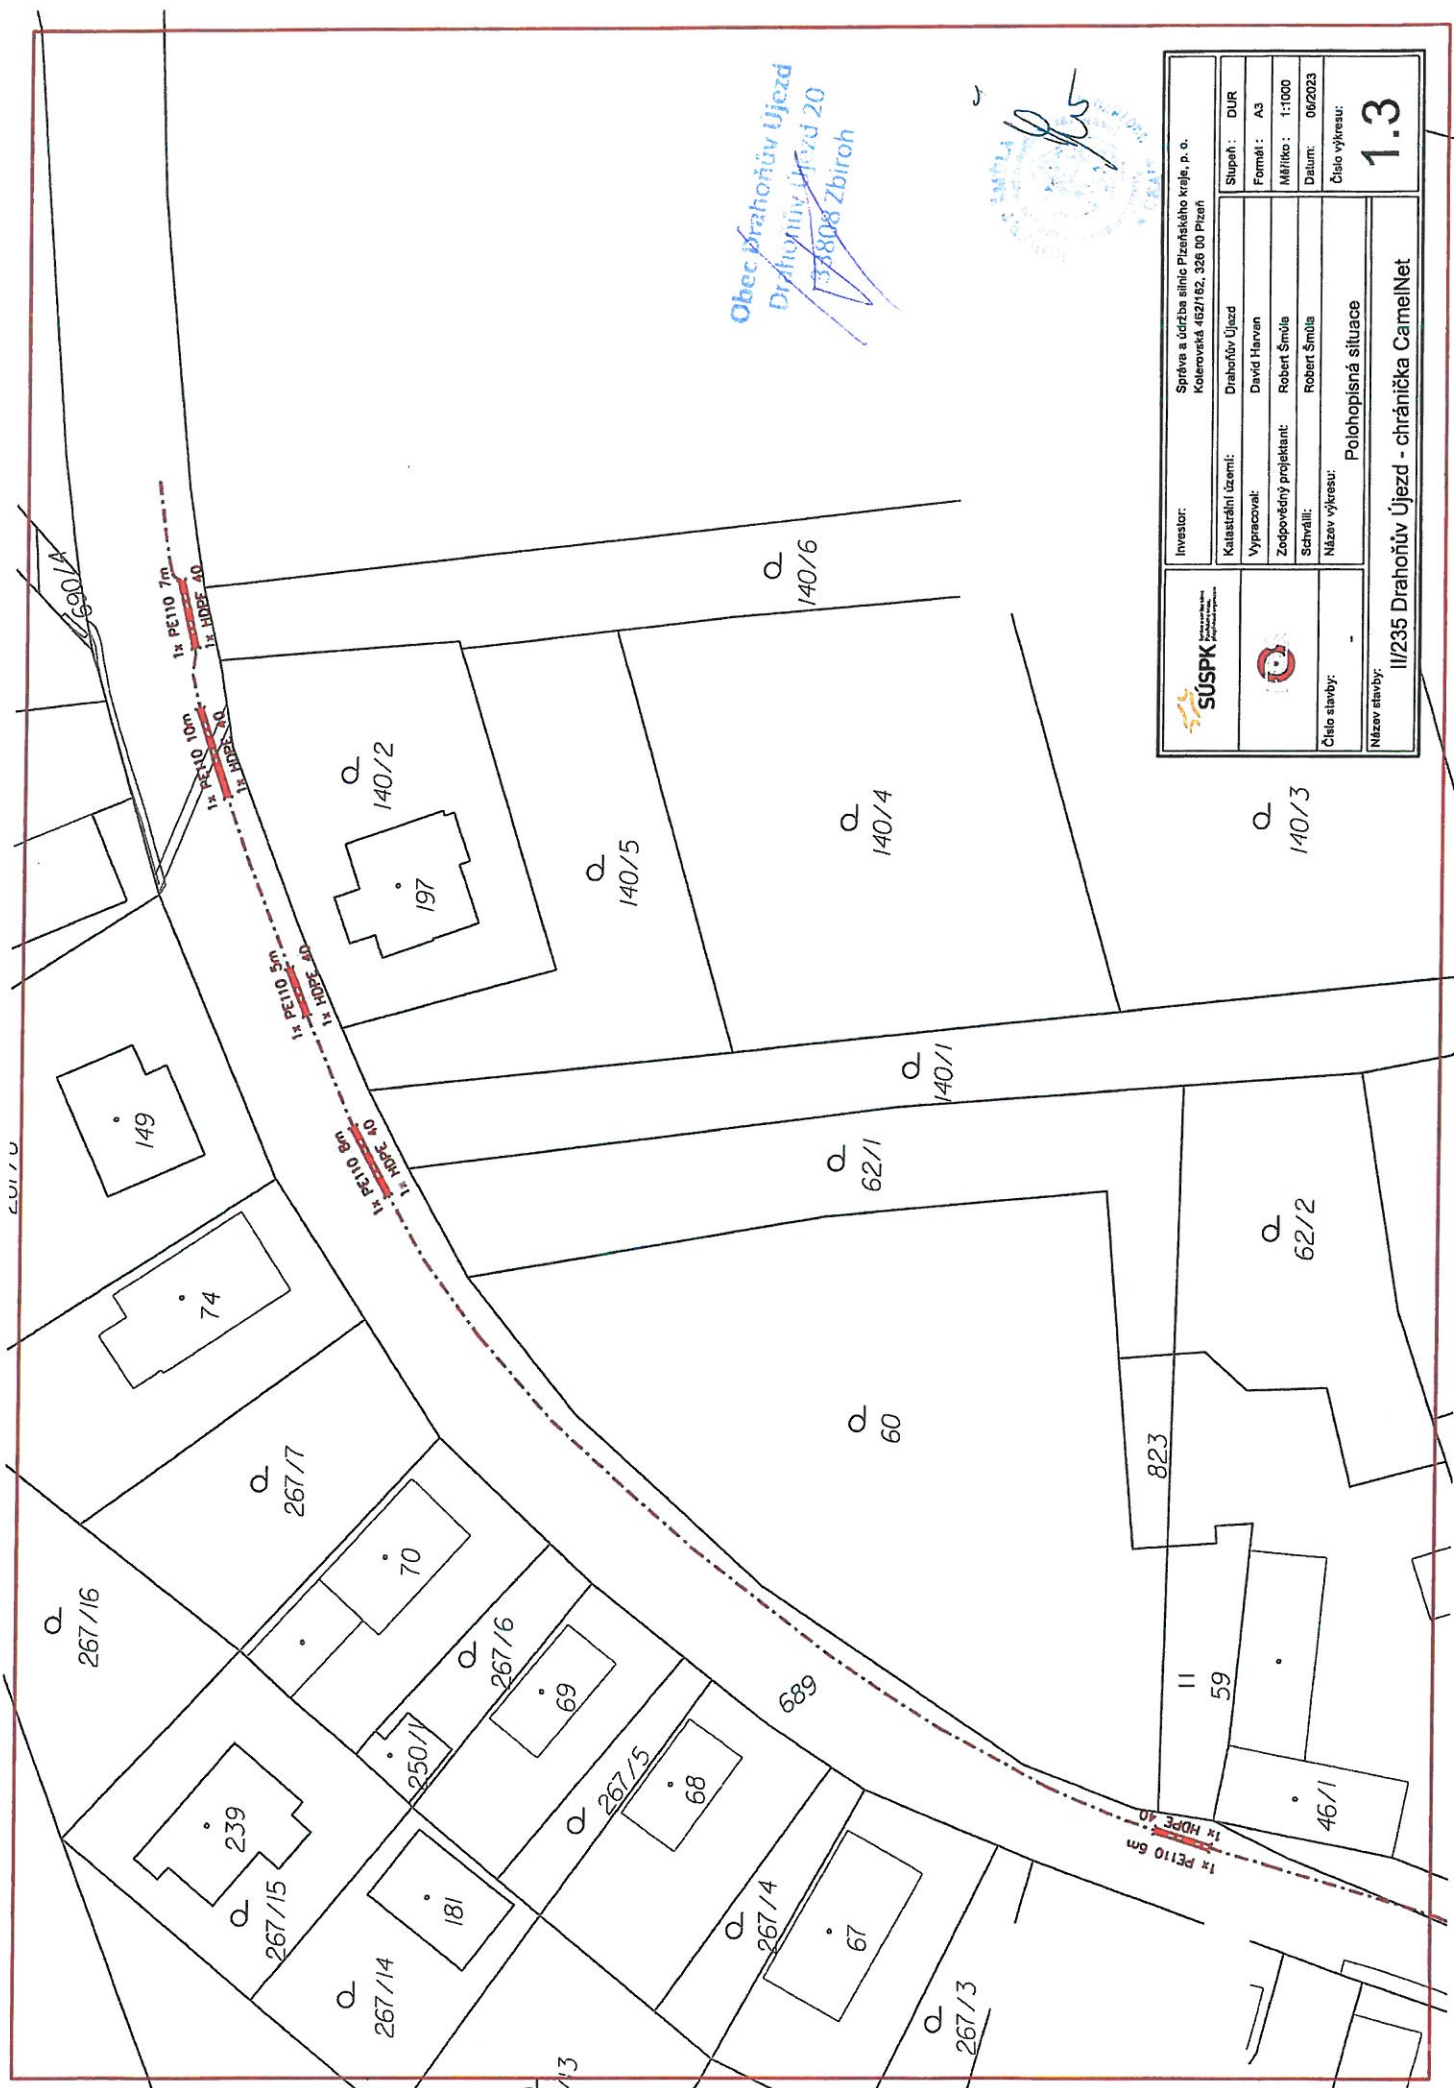 Obec Drahoňův Újezd
Drahoňův Újezd 20
33808 Zbiroh
SÚSPK
Investor:
Správa a údržba silnic Plzeňského kraje, p. o.
Koterovská 462/162, 326 00 Plzeň
Katastrální území: Drahoňův Újezd
Vypracoval: David Harvan
Zodpovědný projektant: Robert Šmůla
Schválil: Robert Šmůla
Stupeň: DUR
Formát: A3
Měřítko: 1:1000
Datum: 06/2023
Číslo stavby: -
Název výkresu:
Polohopisná situace
Číslo výkresu:
1.3
Název stavby:
II/235 Drahoňův Újezd - chránička CamelNet
1x PE110 7m
1x HDPE 40
1x PE110 10m
1x HDPE 40
1x PE110 5m
1x HDPE 40
1x PE110 8m
1x HDPE 40
1x PE110 6m
1x HDPE 40
140/6
140/2
197
140/5
140/4
140/3
140/1
149
62/1
62/2
74
267/7
60
823
267/16
70
267/6
69
250/1
689
11
59
267/5
68
46/1
239
267/15
181
267/4
67
267/14
267/3